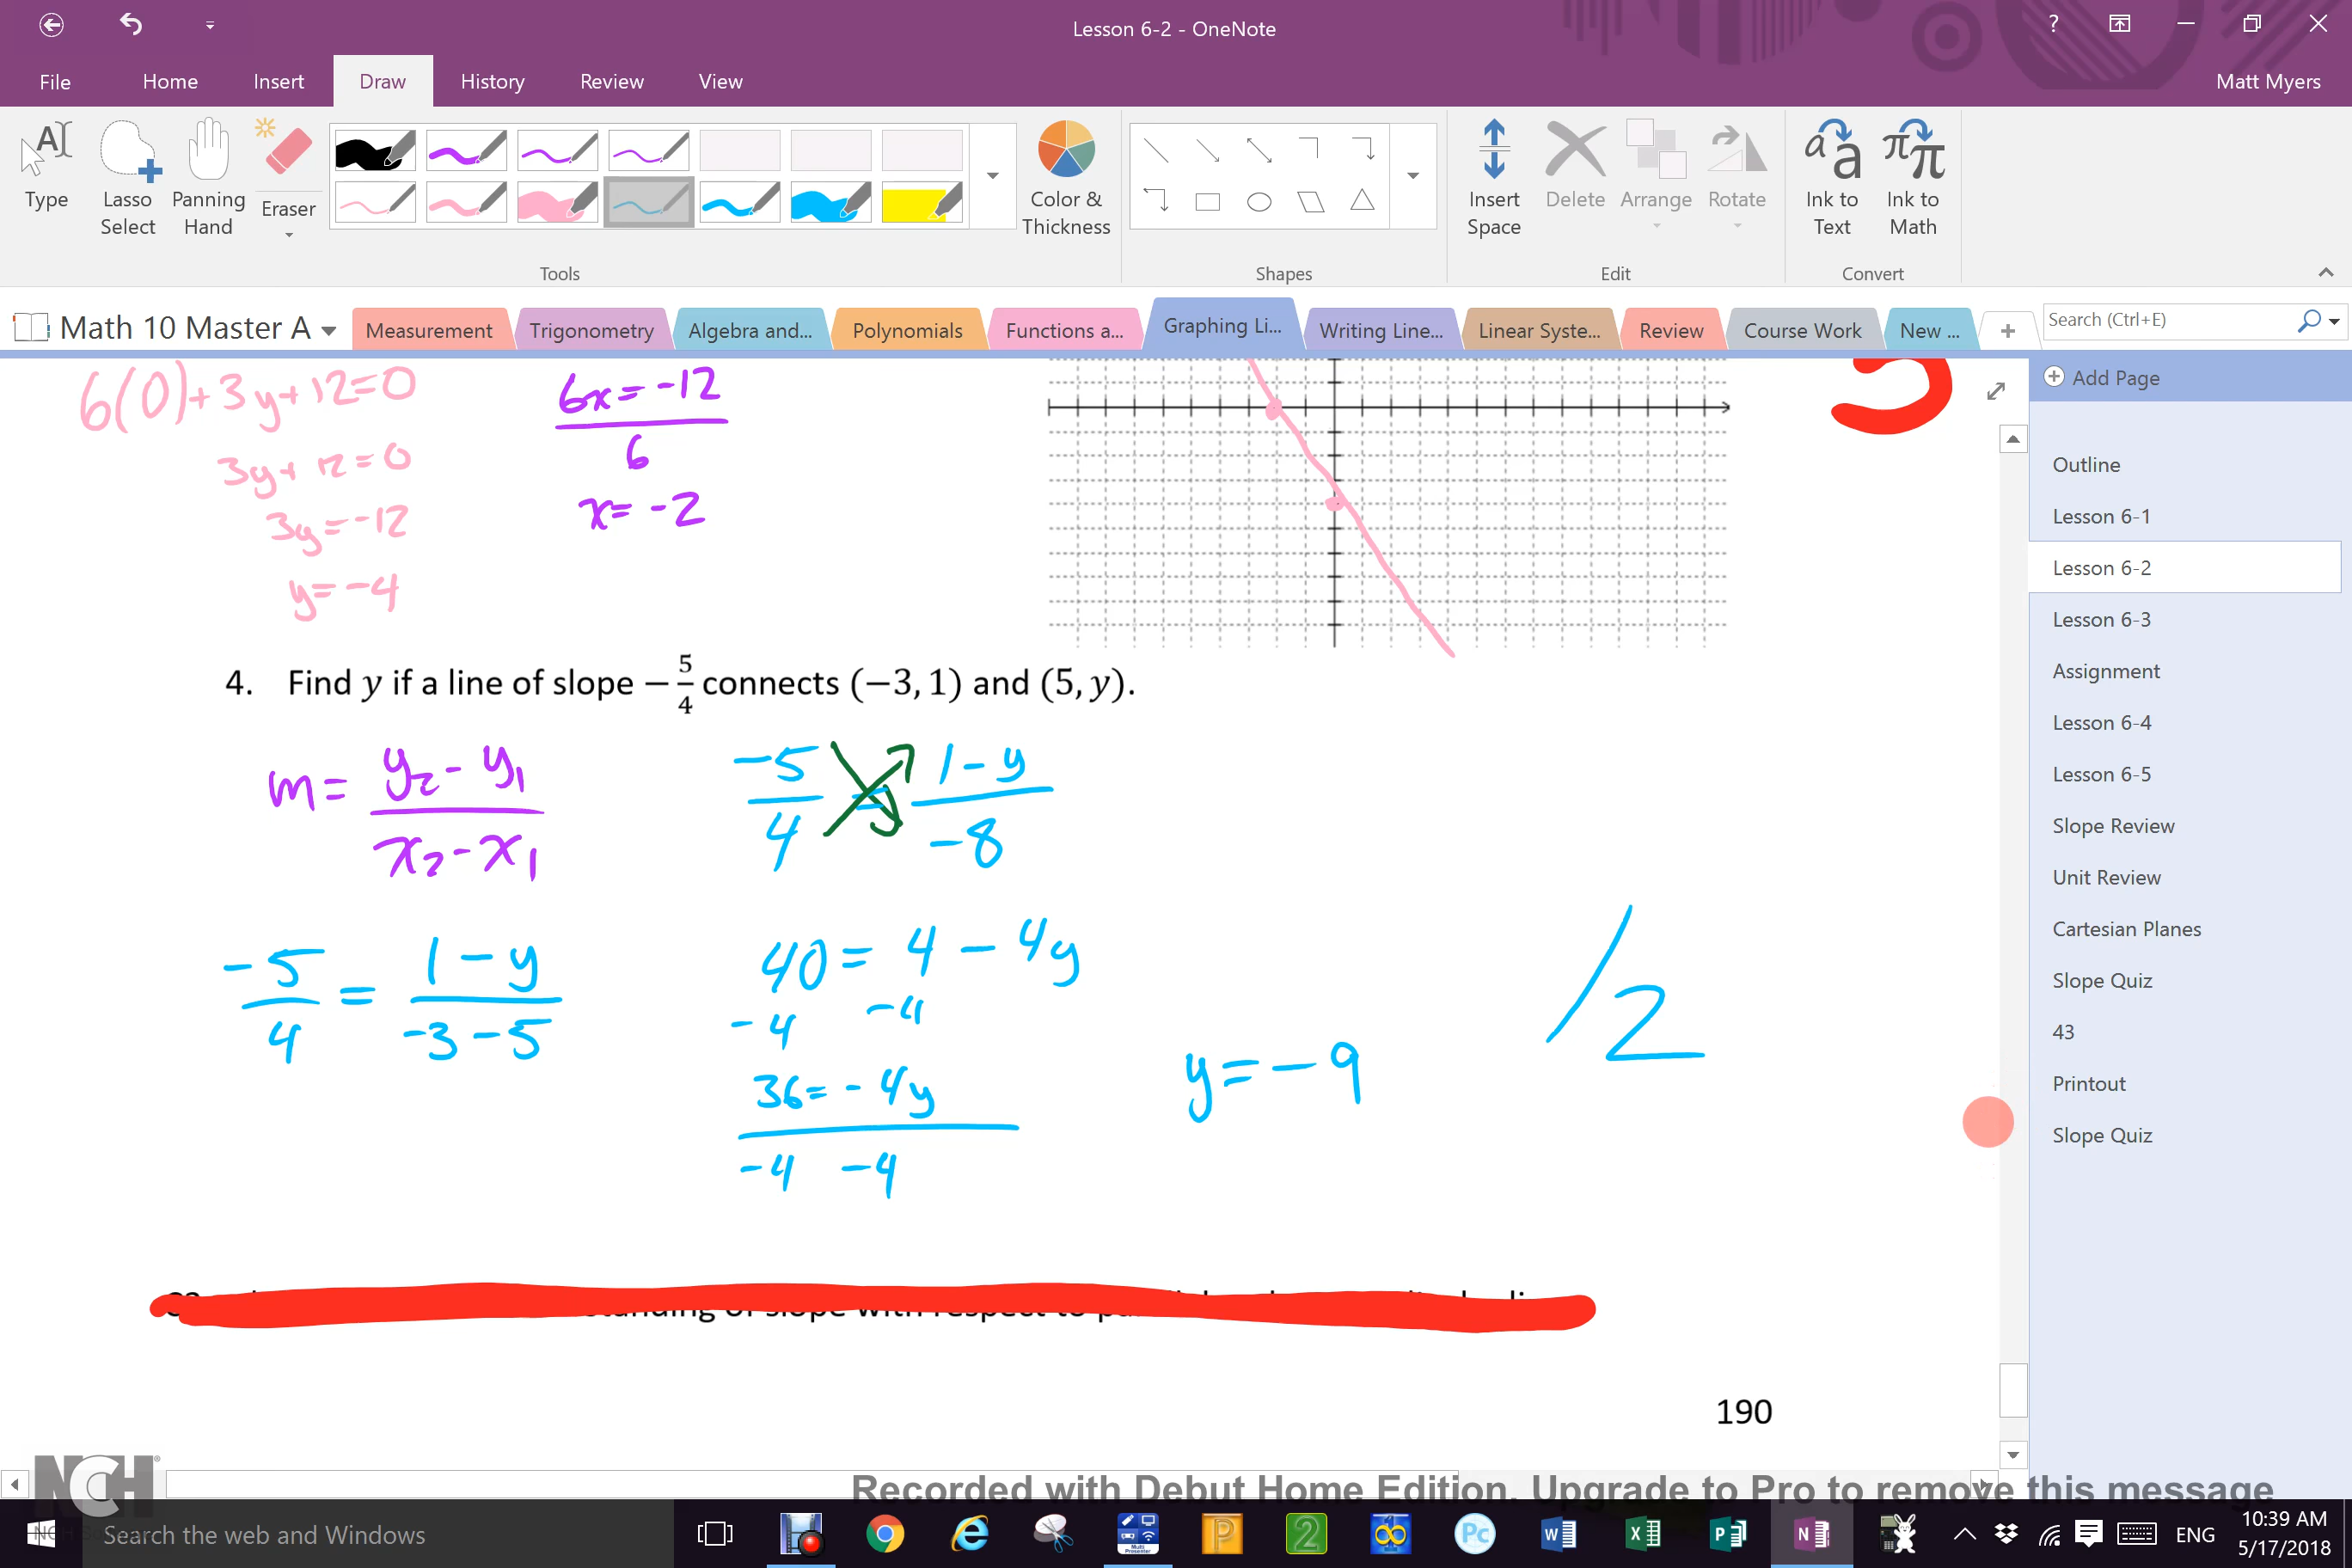 Lesson 6-2 - OneNote
?
File Home Insert Draw History Review View Matt Myers
Type
Lasso Select
Panning Hand
Eraser
Color & Thickness
Insert Space
Delete
Arrange
Rotate
Ink to Text
Ink to Math
Tools Shapes Edit Convert
Math 10 Master A Measurement Trigonometry Algebra and... Polynomials Functions a... Graphing Li... Writing Line... Linear Syste... Review Course Work New ... + Search (Ctrl+E)
Add Page
Outline
Lesson 6-1
Lesson 6-2
Lesson 6-3
Assignment
Lesson 6-4
Lesson 6-5
Slope Review
Unit Review
Cartesian Planes
Slope Quiz
43
Printout
Slope Quiz
6(0)+3y+12=0
3y+12=0
3y=-12
y=-4
6x=-12
6
x=-2
4. Find y if a line of slope −5/4 connects (−3, 1) and (5, y).
m= y₂-y₁
x₂-x₁
-5/4 = 1-y
-3-5
-5/4 = 1-y
-8
40=4-4y
-4 -4
36=-4y
-4 -4
y=-9
/2
of slope with respect to
190
NCH
Recorded with Debut Home Edition. Upgrade to Pro to remove this message
Search the web and Windows
ENG
10:39 AM
5/17/2018